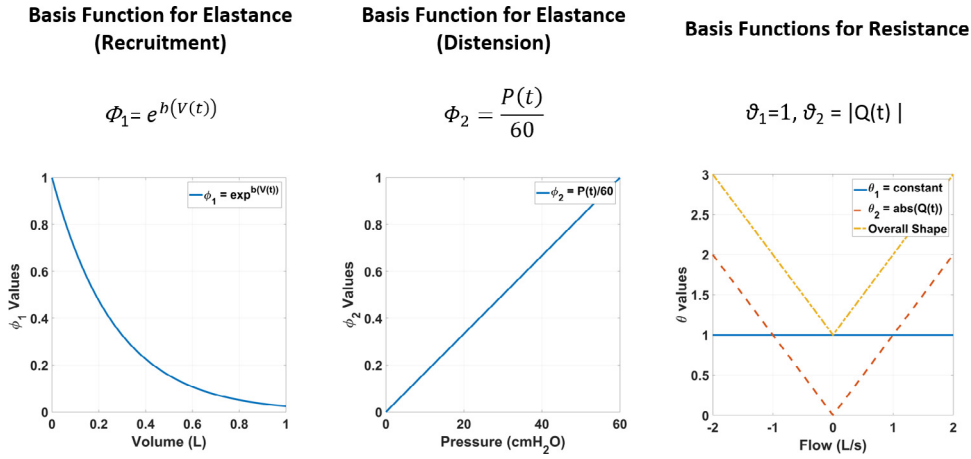 Basis Function for Elastance
(Recruitment)
Φ₁= e^b(V(t))
ϕ₁ = exp^b(V(t))
1
0.8
0.6
0.4
0.2
0
ϕ₁ Values
0 0.2 0.4 0.6 0.8 1
Volume (L)
Basis Function for Elastance
(Distension)
Φ₂ = P(t)/60
ϕ₂ = P(t)/60
1
0.8
0.6
0.4
0.2
0
ϕ₂ Values
0 20 40 60
Pressure (cmH₂O)
Basis Functions for Resistance
ϑ₁=1, ϑ₂ = |Q(t) |
θ₁ = constant
θ₂ = abs(Q(t))
Overall Shape
3
2.5
2
1.5
1
0.5
0
θ values
-2 -1 0 1 2
Flow (L/s)